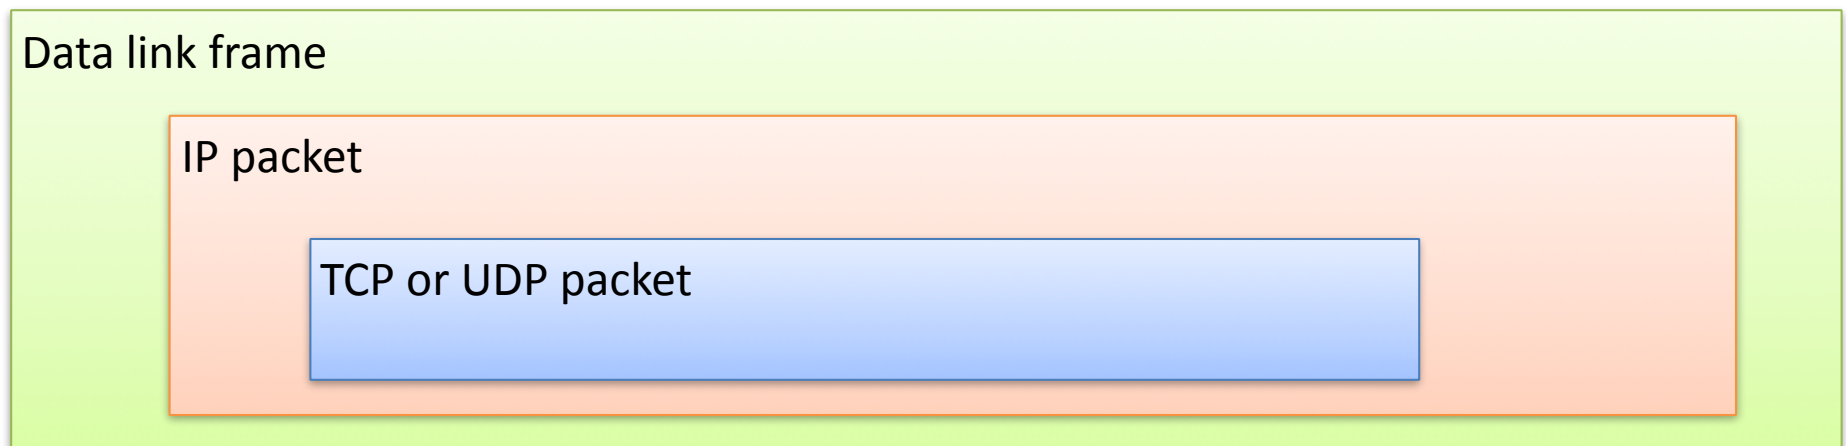 Data link frame
IP packet
TCP or UDP packet